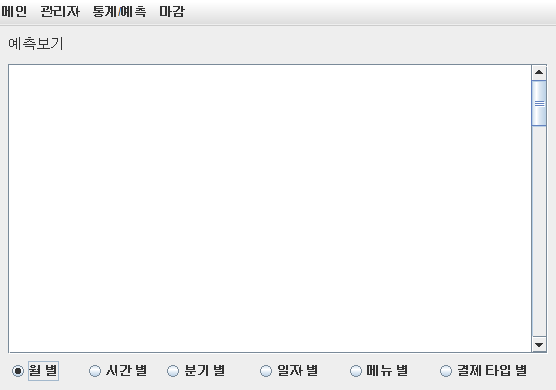 메인 관리자 통계/예측 마감
예측보기
월 별 시간 별 분기 별 일자 별 메뉴 별 결제 타입 별